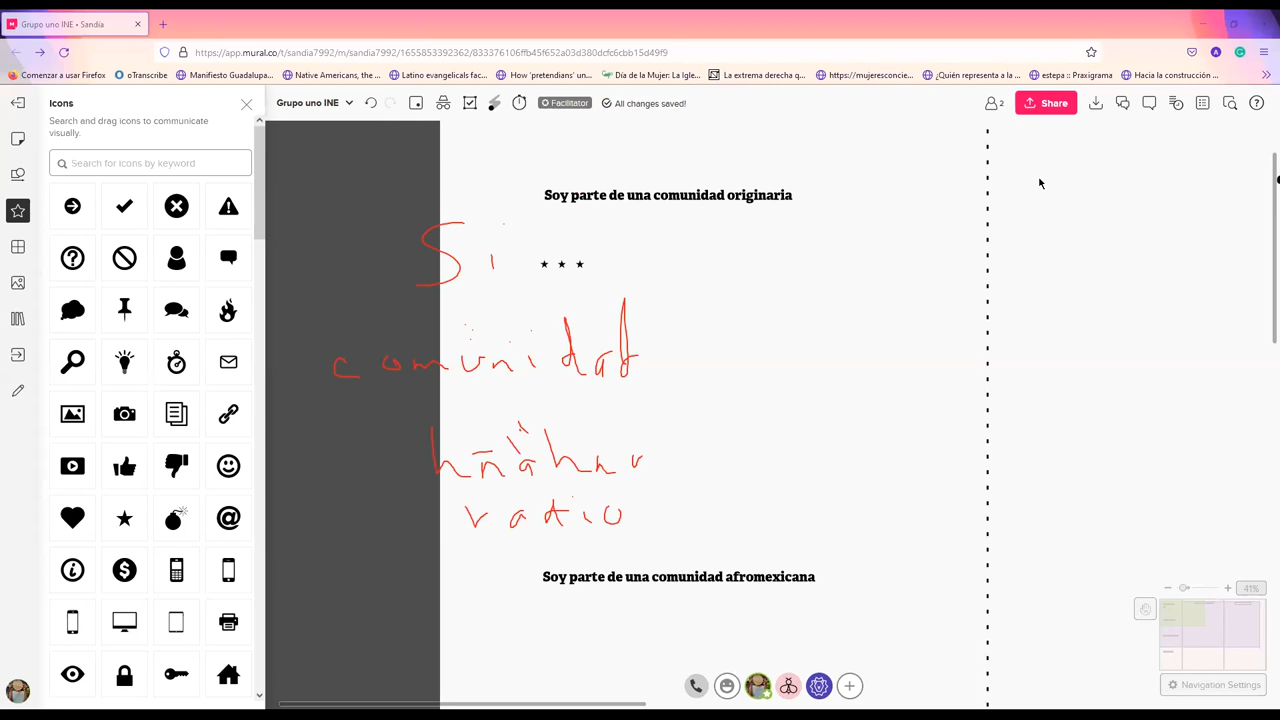 Grupo uno INE • Sandía
https://app.mural.co/t/sandia7992/m/sandia7992/1655853392362/833376106ffb45f652a03d380dcfc6cbb15d49f9
Comenzar a usar Firefox
oTranscribe
Manifiesto Guadalupa...
Native Americans, the ...
Latino evangelicals fac...
How 'pretendians' un...
Día de la Mujer: La Igle...
La extrema derecha q...
https://mujeresconcie...
¿Quién representa a la ...
estepa :: Praxigrama
Hacia la construcción ...
Icons
Grupo uno INE
Facilitator
All changes saved!
2
Share
Search and drag icons to communicate
visually.
Search for icons by keyword
Soy parte de una comunidad originaria
Si
comunidad
hñähñu
radio
Soy parte de una comunidad afromexicana
41%
Navigation Settings